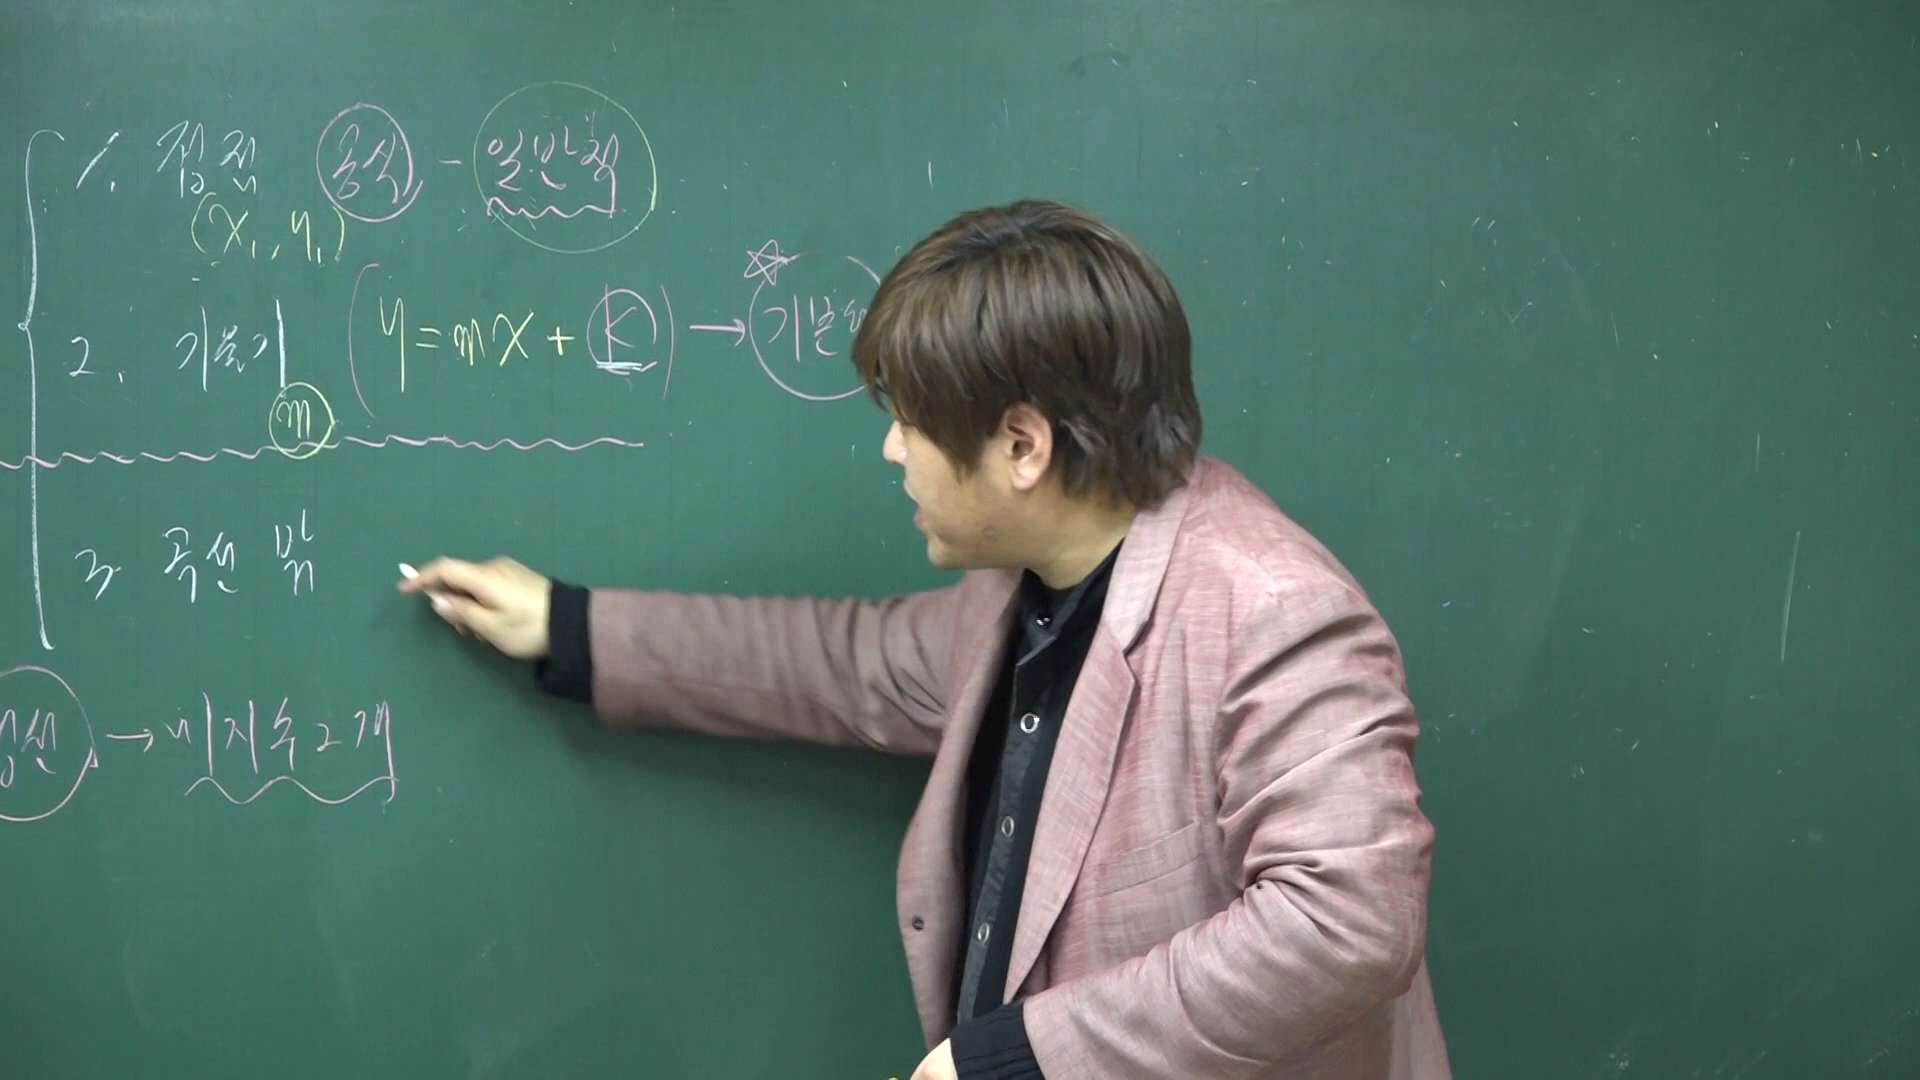 1. 접점 공식 - 일반적
(x₁, y₁)
2. 기울기 (y = mx + k) → 기본
m
3. 곡선 밖
접선 → 미지수 2개